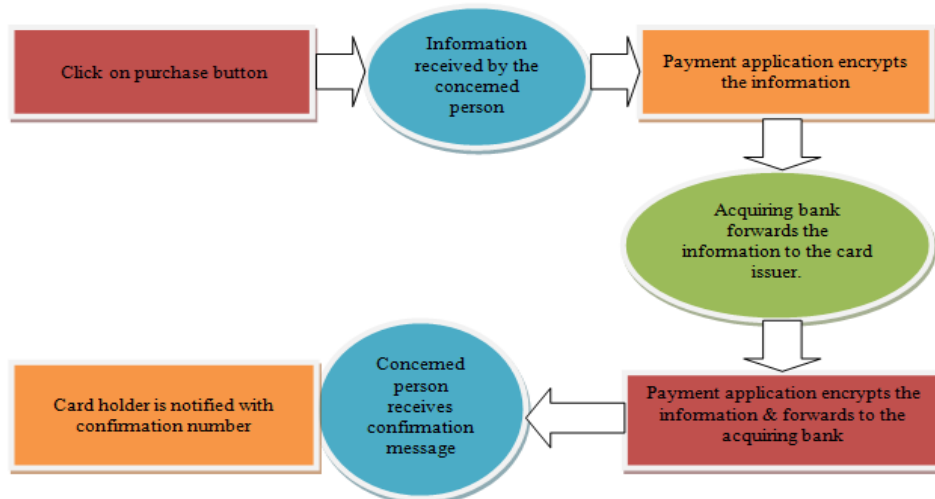 Click on purchase button
Information
received by the
concerned
person
Payment application encrypts
the information
Acquiring bank
forwards the
information to the card
issuer.
Payment application encrypts the
information & forwards to the
acquiring bank
Concerned
person
receives
confirmation
message
Card holder is notified with
confirmation number